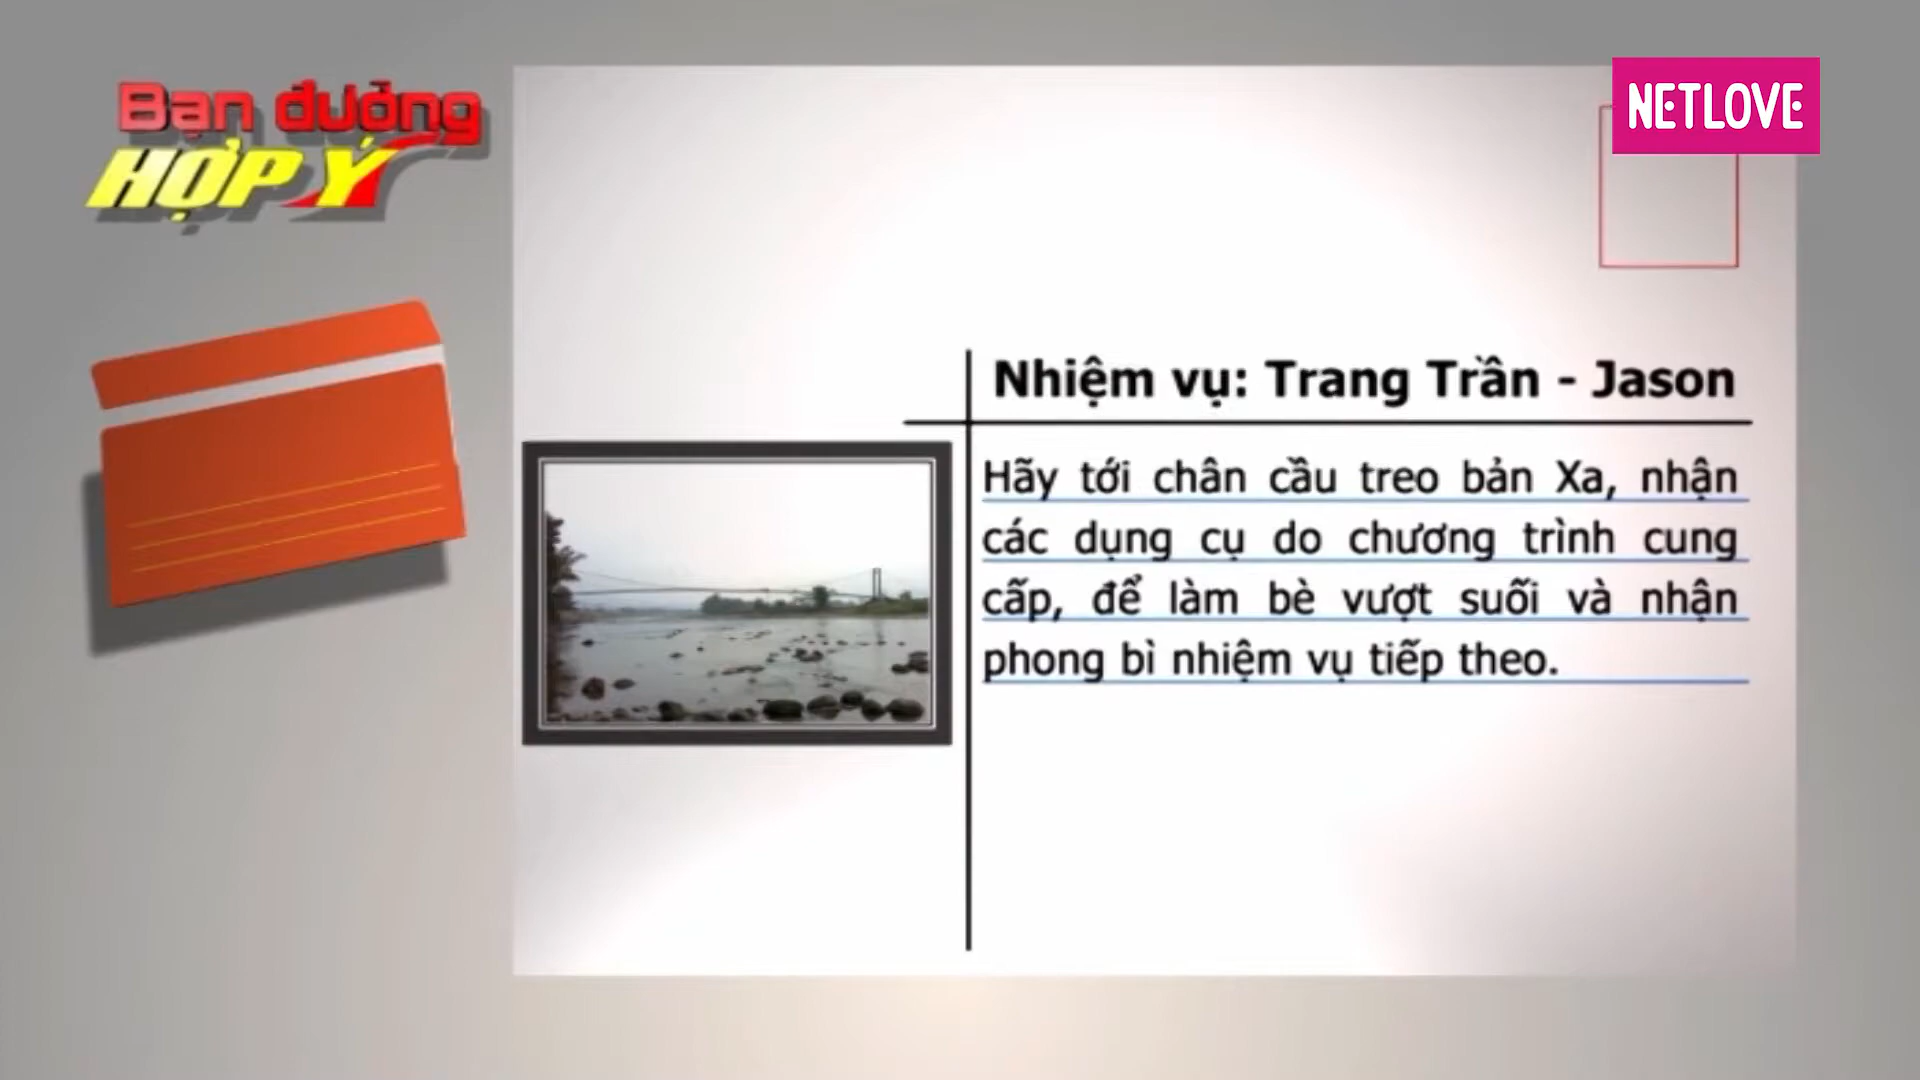 Bạn đường
HỢP Ý
NETLOVE
Nhiệm vụ: Trang Trần - Jason
Hãy tới chân cầu treo bản Xa, nhận
các dụng cụ do chương trình cung
cấp, để làm bè vượt suối và nhận
phong bì nhiệm vụ tiếp theo.